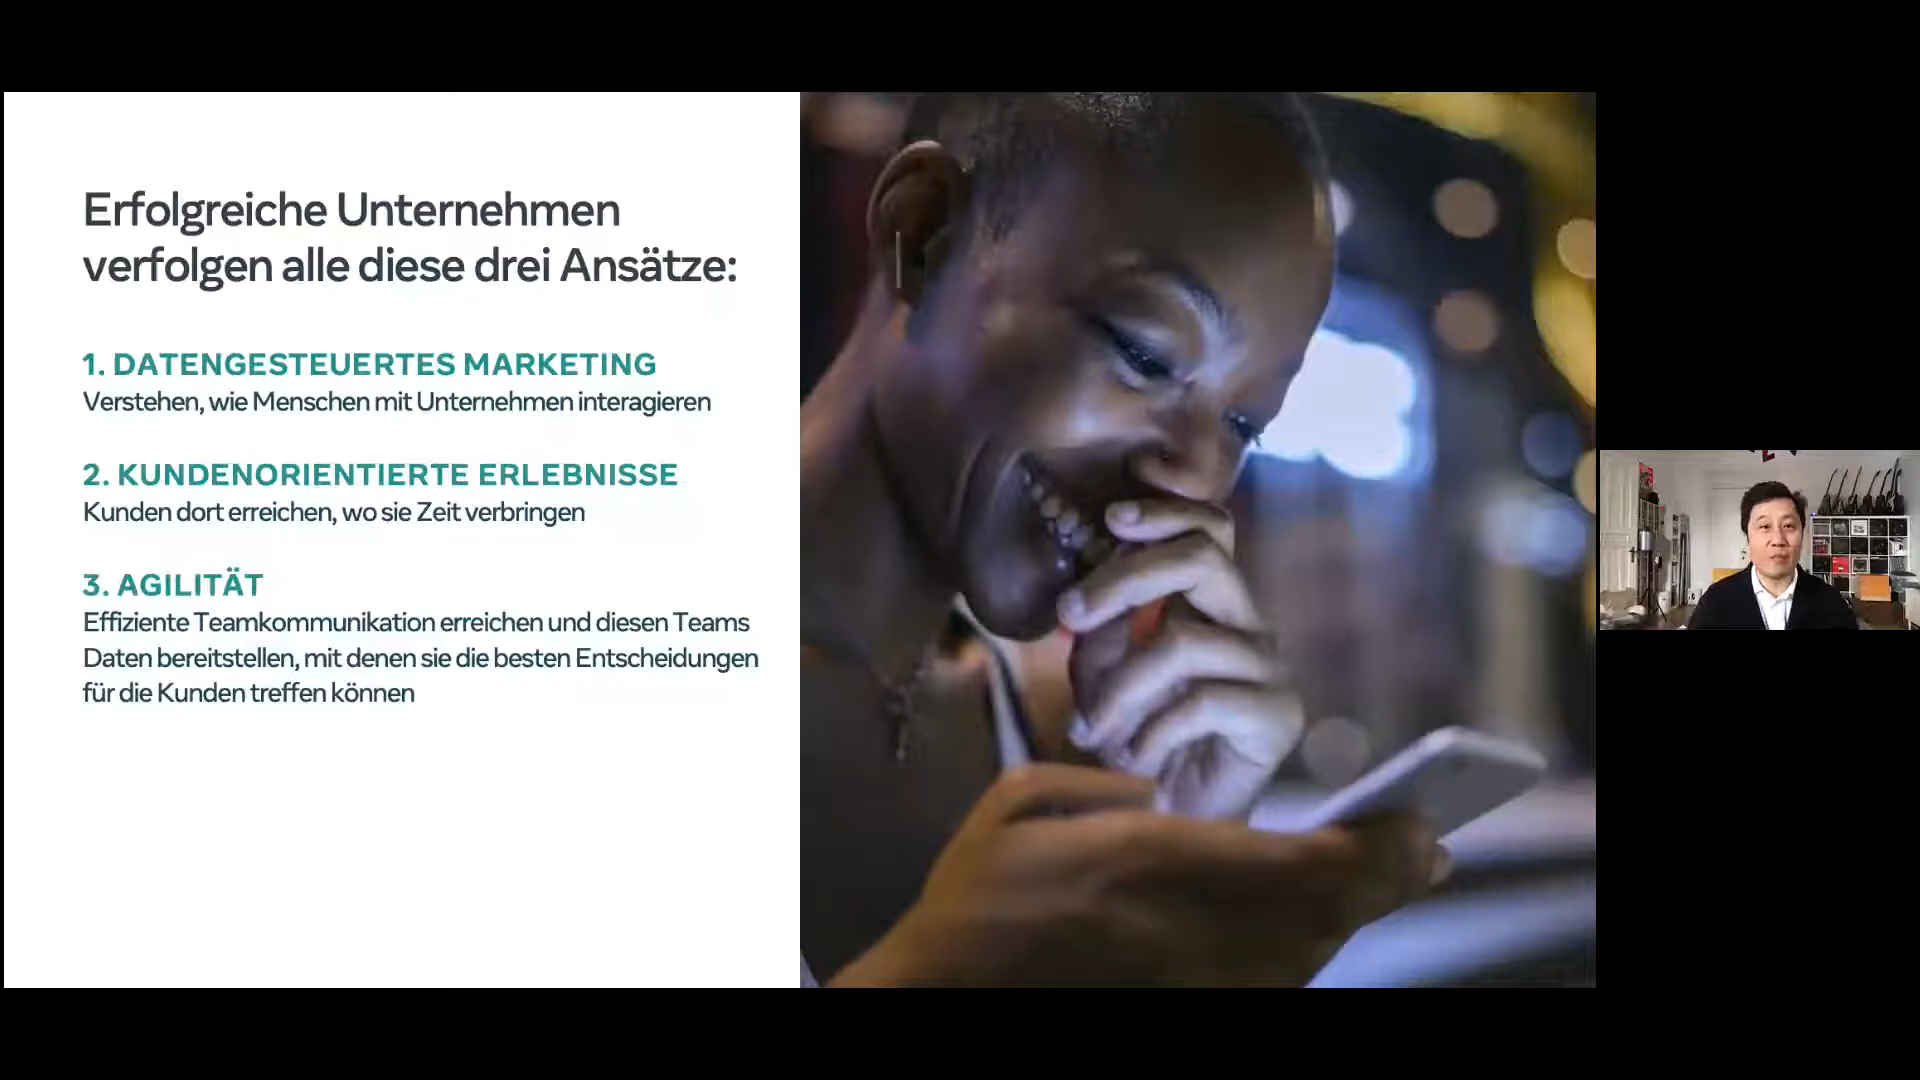 Erfolgreiche Unternehmen
verfolgen alle diese drei Ansätze:
1. DATENGESTEUERTES MARKETING
Verstehen, wie Menschen mit Unternehmen interagieren
2. KUNDENORIENTIERTE ERLEBNISSE
Kunden dort erreichen, wo sie Zeit verbringen
3. AGILITÄT
Effiziente Teamkommunikation erreichen und diesen Teams
Daten bereitstellen, mit denen sie die besten Entscheidungen
für die Kunden treffen können